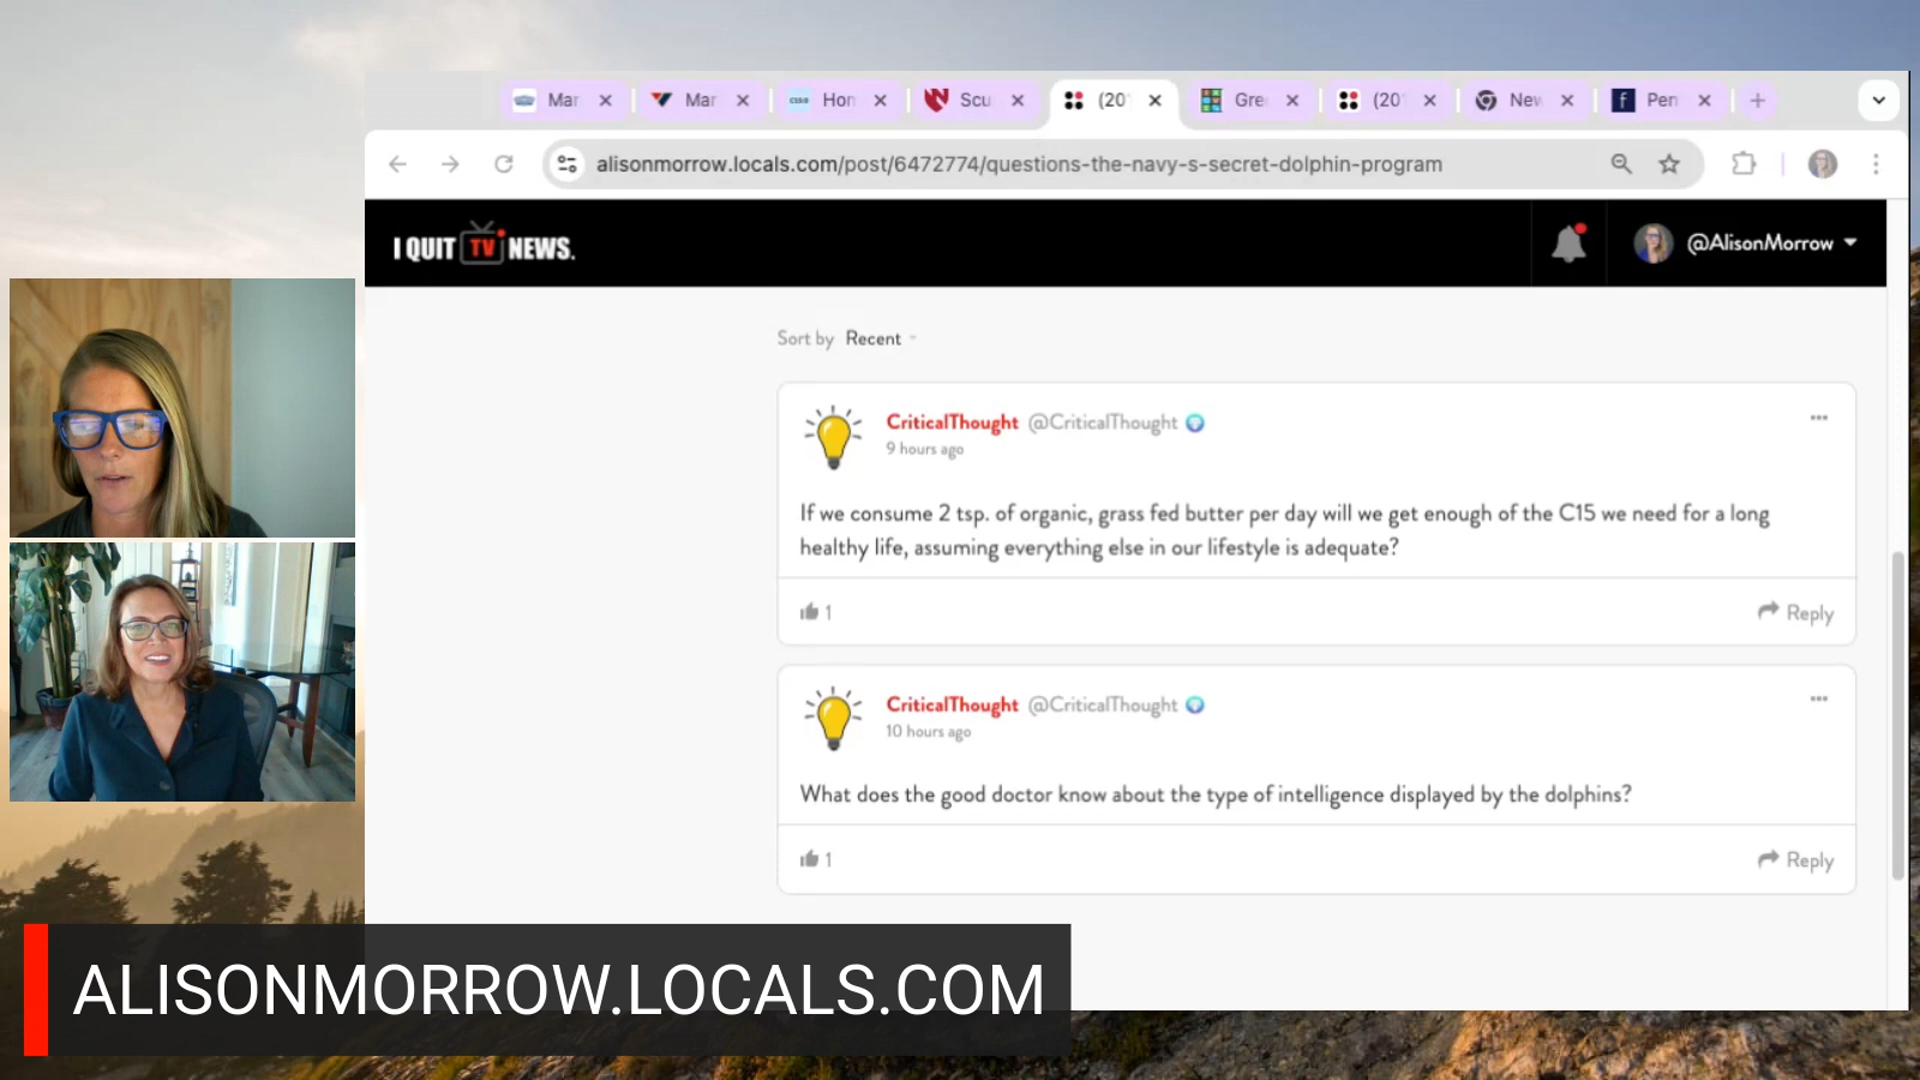 Mar
Mar
Hon
Scu
(20
Gre
(20
New
Pen
alisonmorrow.locals.com/post/6472774/questions-the-navy-s-secret-dolphin-program
I QUIT TV NEWS.
@AlisonMorrow
Sort by Recent
CriticalThought @CriticalThought
9 hours ago
If we consume 2 tsp. of organic, grass fed butter per day will we get enough of the C15 we need for a long
healthy life, assuming everything else in our lifestyle is adequate?
1
Reply
CriticalThought @CriticalThought
10 hours ago
What does the good doctor know about the type of intelligence displayed by the dolphins?
1
Reply
ALISONMORROW.LOCALS.COM